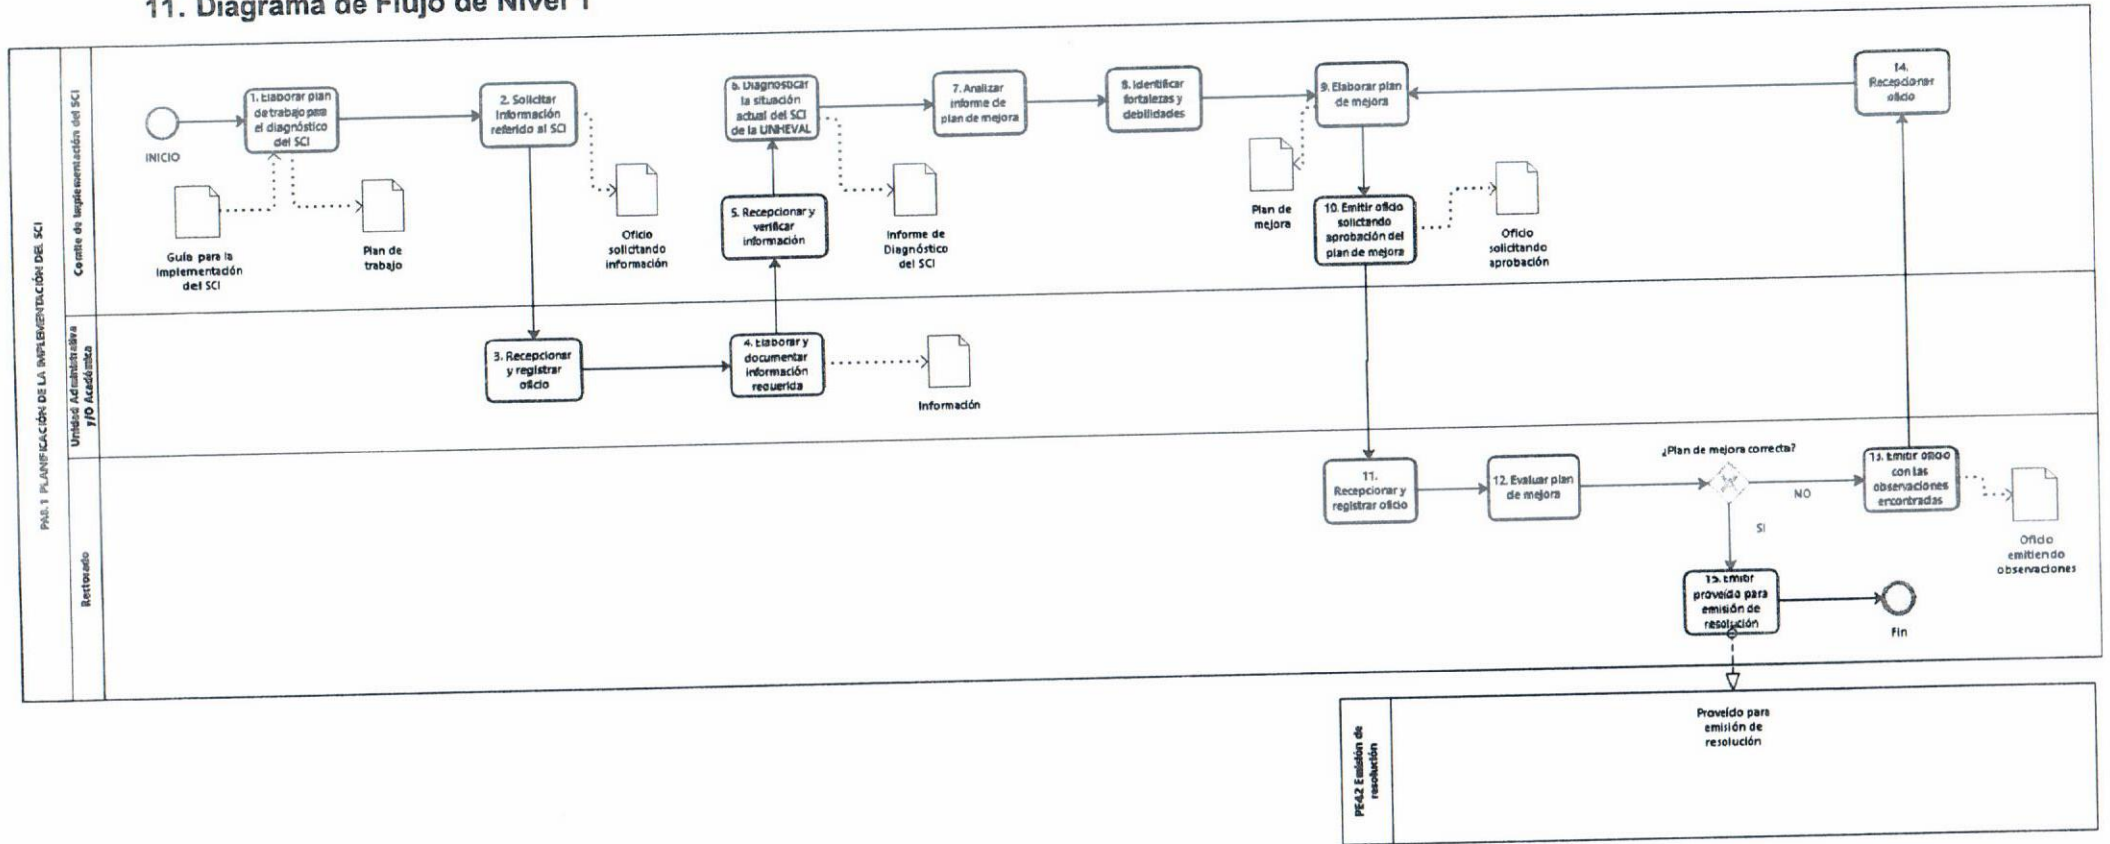 11. Diagrama de Flujo de Nivel 1
PA8.1 PLANIFICACIÓN DE LA IMPLEMENTACIÓN DEL SCI
Comite de Implementación del SCI
INICIO
1. Elaborar plan
de trabajo para
el diagnóstico
del SCI
Guía para la
Implementación
del SCI
Plan de
trabajo
2. Solicitar
Información
referido al SCI
Oficio
solicitando
información
5. Recepcionar y
verificar
información
6. Diagnosticar
la situación
actual del SCI
de la UNHEVAL
Informe de
Diagnóstico
del SCI
7. Analizar
informe de
plan de mejora
8. Identificar
fortalezas y
debilidades
9. Elaborar plan
de mejora
Plan de
mejora
10. Emitir oficio
solictando
aprobación del
plan de mejora
Oficio
solicitando
aprobación
14.
Recepcionar
oficio
Unidad Administrativa
y/O Académica
3. Recepcionar
y registrar
oficio
4. Elaborar y
documentar
información
requerida
Información
Rectorado
11.
Recepcionar y
registrar oficio
12. Evaluar plan
de mejora
¿Plan de mejora correcta?
NO
SI
13. Emitir oficio
con las
observaciones
encontradas
Oficio
emitiendo
observaciones
15. Emitir
proveído para
emisión de
resolución
Fin
PE4.2 Emisión de
resolución
Proveído para
emisión de
resolución